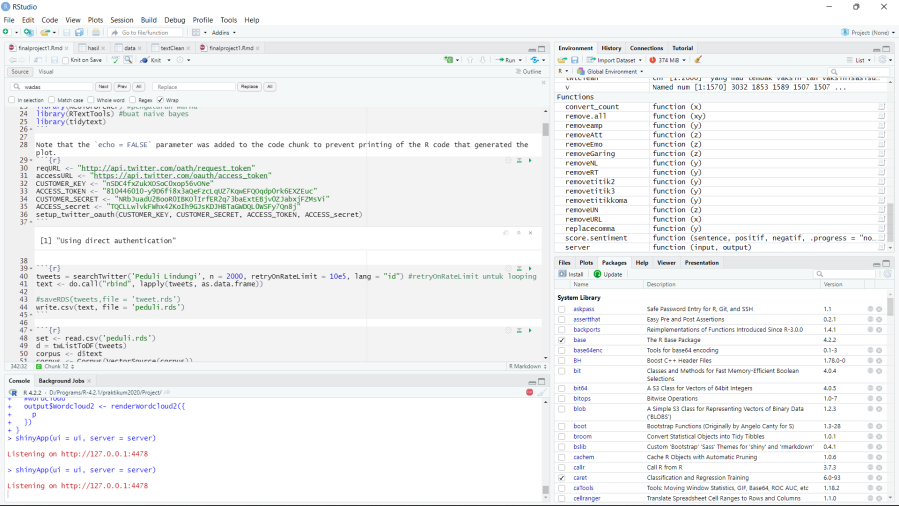 RStudio
File Edit Code View Plots Session Build Debug Profile Tools Help
Go to file/function
Addins
Project: (None)
finalproject1.Rmd
hasil
data
textClean
finalproject1.Rmd
Knit on Save
Knit
Run
Source Visual
Outline
wadas
Next Prev All
Replace
Replace All
In selection Match case Whole word Regex Wrap
24 library(RTextTools) #buat naive bayes
25 library(tidytext)
26 ```
27
28 Note that the `echo = FALSE` parameter was added to the code chunk to prevent printing of the R code that generated the
plot.
29 ```{r}
30 reqURL <- "http://api.twitter.com/oath/request_token"
31 accessURL <- "https://api.twitter.com/oauth/access_token"
32 CUSTOMER_KEY <-
33 ACCESS_TOKEN <-
34 CUSTOMER_SECRET <-
35 ACCESS_secret <-
36 setup_twitter_oauth(CUSTOMER_KEY, CUSTOMER_SECRET, ACCESS_TOKEN, ACCESS_secret)
37 ```
[1] "Using direct authentication"
38
39 ```{r}
40 tweets = searchTwitter('Peduli Lindungi', n = 2000, retryOnRateLimit = 10e5, lang = "id") #retryOnRateLimit untuk looping
41 text <- do.call("rbind", lapply(tweets, as.data.frame))
42
43 #saveRDS(tweets,file = 'tweet.rds')
44 write.csv(text, file = 'peduli.rds')
45 ```
46
47 ```{r}
48 set <- read.csv('peduli.rds')
49 d = twListToDF(tweets)
50 corpus <- d$text
51 corpus <- Corpus(VectorSource(corpus))
342:32 Chunk 12 R Markdown
Console Background Jobs
R 4.2.2 · D:/Programs/R-4.2.1/praktikum2020/Project/
+ #Wordcloud
+ output$Wordcloud2 <- renderWordcloud2({
+ p
+ })
+ }
> shinyApp(ui = ui, server = server)
Listening on http://127.0.0.1:4478
> shinyApp(ui = ui, server = server)
Listening on http://127.0.0.1:4478
Environment History Connections Tutorial
Import Dataset 374 MiB List
R Global Environment
v Named num [1:1570] 3032 1853 1589 1507 1507 ...
Functions
convert_count function (x)
remove.all function (xy)
removeamp function (y)
removeAtt function (z)
removeEmo function (z)
removeGaring function (z)
removeNL function (y)
removeRT function (y)
removetitik2 function (y)
removetitik3 function (y)
removetitikkoma function (y)
removeUN function (z)
removeURL function (x)
replacecomma function (y)
score.sentiment function (sentence, positif, negatif, .progress = "no…
server function (input, output)
Files Plots Packages Help Viewer Presentation
Install Update
Name Description Version
System Library
askpass Safe Password Entry for R, Git, and SSH 1.1
assertthat Easy Pre and Post Assertions 0.2.1
backports Reimplementations of Functions Introduced Since R-3.0.0 1.4.1
base The R Base Package 4.2.2
base64enc Tools for base64 encoding 0.1-3
BH Boost C++ Header Files 1.78.0-0
bit Classes and Methods for Fast Memory-Efficient Boolean 4.0.4
Selections
bit64 A S3 Class for Vectors of 64bit Integers 4.0.5
bitops Bitwise Operations 1.0-7
blob A Simple S3 Class for Representing Vectors of Binary Data 1.2.3
('BLOBS')
boot Bootstrap Functions (Originally by Angelo Canty for S) 1.3-28
broom Convert Statistical Objects into Tidy Tibbles 1.0.1
bslib Custom 'Bootstrap' 'Sass' Themes for 'shiny' and 'rmarkdown' 0.4.1
cachem Cache R Objects with Automatic Pruning 1.0.6
callr Call R from R 3.7.3
caret Classification and Regression Training 6.0-93
caTools Tools: Moving Window Statistics, GIF, Base64, ROC AUC, etc 1.18.2
cellranger Translate Spreadsheet Cell Ranges to Rows and Columns 1.1.0